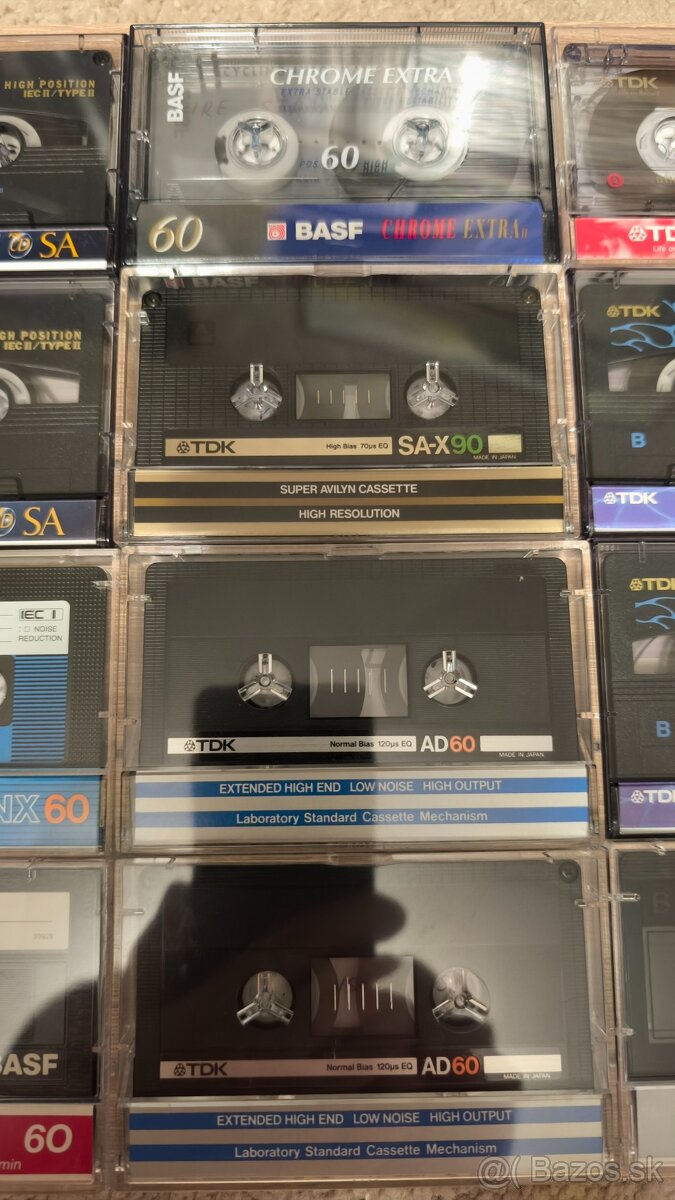 HIGH POSITION
IEC II / TYPE II
SA
GH POSITION
IEC II / TYPE II
SA
IEC I
NOISE
REDUCTION
NX 60
BASF
60
min
BASF
CHROME EXTRA
EXTRA STABLE
60
60 BASF CHROME EXTRA II
BASF
TDK High Bias 70μs EQ SA-X90
MADE IN JAPAN
SUPER AVILYN CASSETTE
HIGH RESOLUTION
TDK Normal Bias 120μs EQ AD60
MADE IN JAPAN
EXTENDED HIGH END LOW NOISE HIGH OUTPUT
Laboratory Standard Cassette Mechanism
TDK Normal Bias 120μs EQ AD60
MADE IN JAPAN
EXTENDED HIGH END LOW NOISE HIGH OUTPUT
Laboratory Standard Cassette Mechanism
TDK
TD
Life o
TDK
B
TDK
TDK
B
TDK
@ Bazos.sk